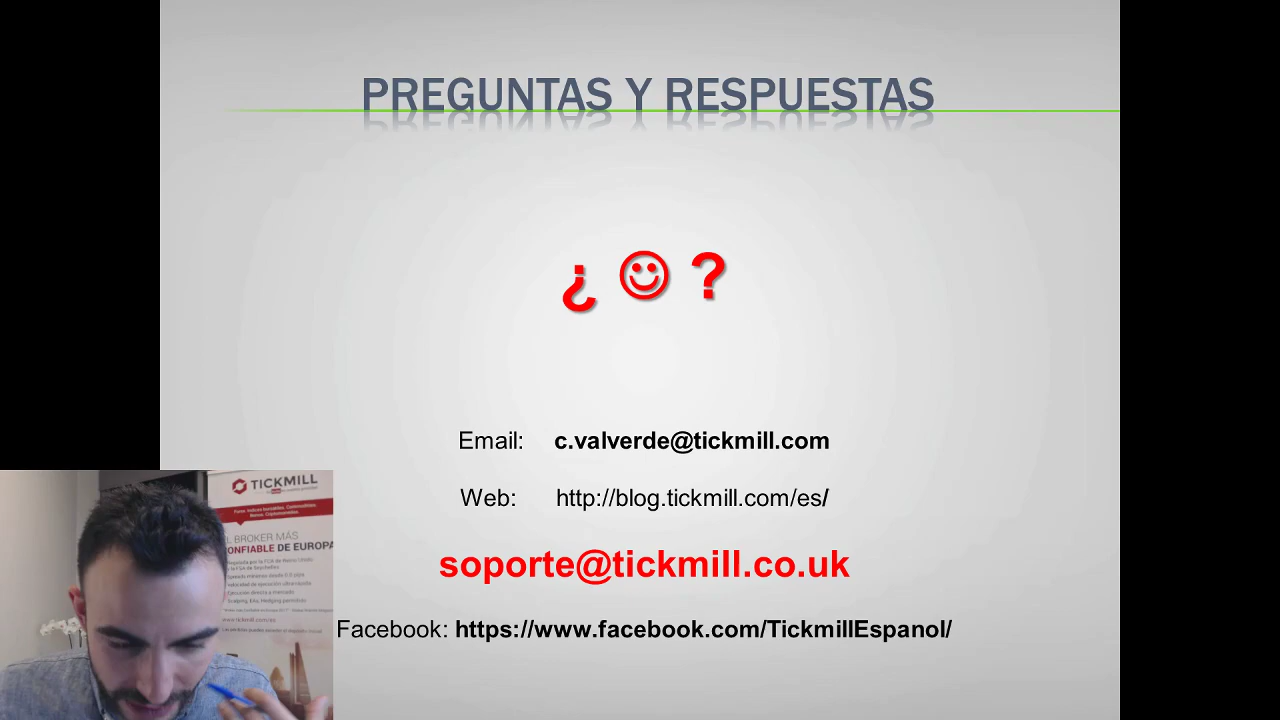 PREGUNTAS Y RESPUESTAS
¿ ☺ ?
Email: c.valverde@tickmill.com
Web: http://blog.tickmill.com/es/
soporte@tickmill.co.uk
Facebook: https://www.facebook.com/TickmillEspanol/
TICKMILL
EL BROKER MÁS
CONFIABLE DE EUROPA